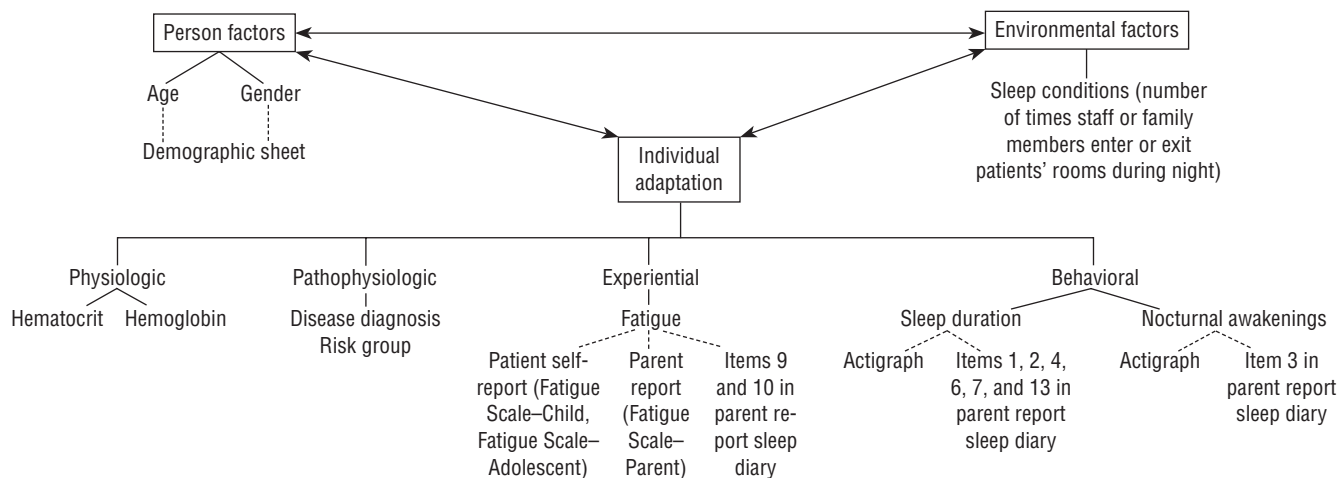 Person factors
Environmental factors
Age
Gender
Demographic sheet
Sleep conditions (number
of times staff or family
members enter or exit
patients' rooms during night)
Individual
adaptation
Physiologic
Hematocrit
Hemoglobin
Pathophysiologic
Disease diagnosis
Risk group
Experiential
Fatigue
Patient self-
report (Fatigue
Scale–Child,
Fatigue Scale–
Adolescent)
Parent
report
(Fatigue
Scale–
Parent)
Items 9
and 10 in
parent re-
port sleep
diary
Behavioral
Sleep duration
Actigraph
Items 1, 2, 4,
6, 7, and 13 in
parent report
sleep diary
Nocturnal awakenings
Actigraph
Item 3 in
parent report
sleep diary